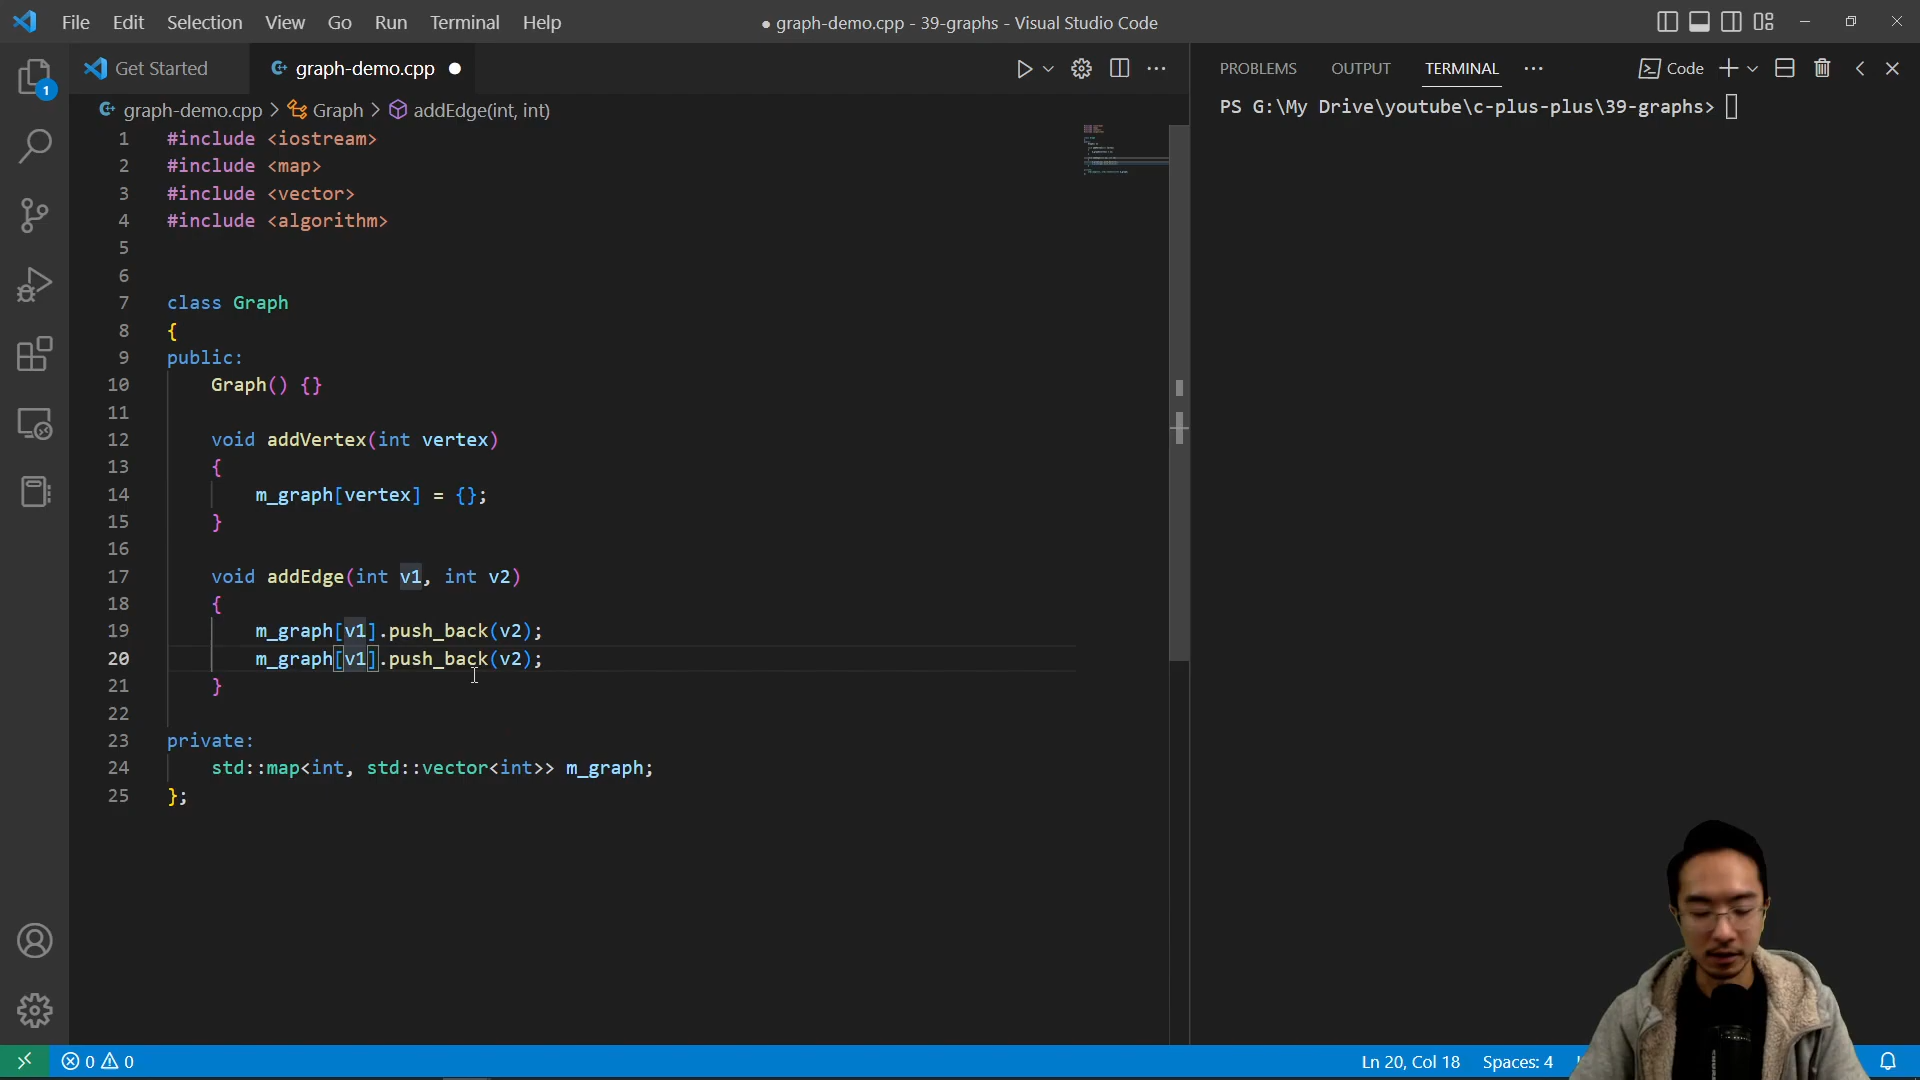 File Edit Selection View Go Run Terminal Help
● graph-demo.cpp - 39-graphs - Visual Studio Code
Get Started
graph-demo.cpp
graph-demo.cpp > Graph > addEdge(int, int)
1 #include <iostream>
2 #include <map>
3 #include <vector>
4 #include <algorithm>
5
6
7 class Graph
8 {
9 public:
10 Graph() {}
11
12 void addVertex(int vertex)
13 {
14 m_graph[vertex] = {};
15 }
16
17 void addEdge(int v1, int v2)
18 {
19 m_graph[v1].push_back(v2);
20 m_graph[v1].push_back(v2);
21 }
22
23 private:
24 std::map<int, std::vector<int>> m_graph;
25 };
PROBLEMS OUTPUT TERMINAL
Code
PS G:\My Drive\youtube\c-plus-plus\39-graphs>
1
0 0
Ln 20, Col 18 Spaces: 4